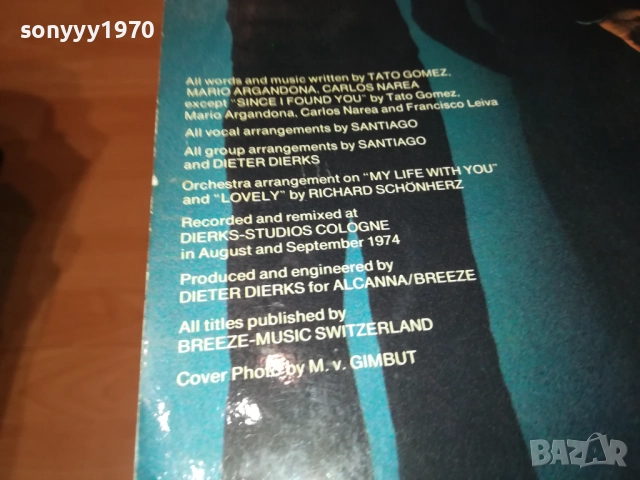 sonyyy1970
All words and music written by TATO GOMEZ,
MARIO ARGANDONA, CARLOS NAREA
except "SINCE I FOUND YOU" by Tato Gomez,
Mario Argandona, Carlos Narea and Francisco Leiva
All vocal arrangements by SANTIAGO
All group arrangements by SANTIAGO
and DIETER DIERKS
Orchestra arrangement on "MY LIFE WITH YOU"
and "LOVELY" by RICHARD SCHÖNHERZ
Recorded and remixed at
DIERKS-STUDIOS COLOGNE
in August and September 1974
Produced and engineered by
DIETER DIERKS for ALCANNA/BREEZE
All titles published by
BREEZE-MUSIC SWITZERLAND
Cover Photo by M. v. GIMBUT
BAZAR